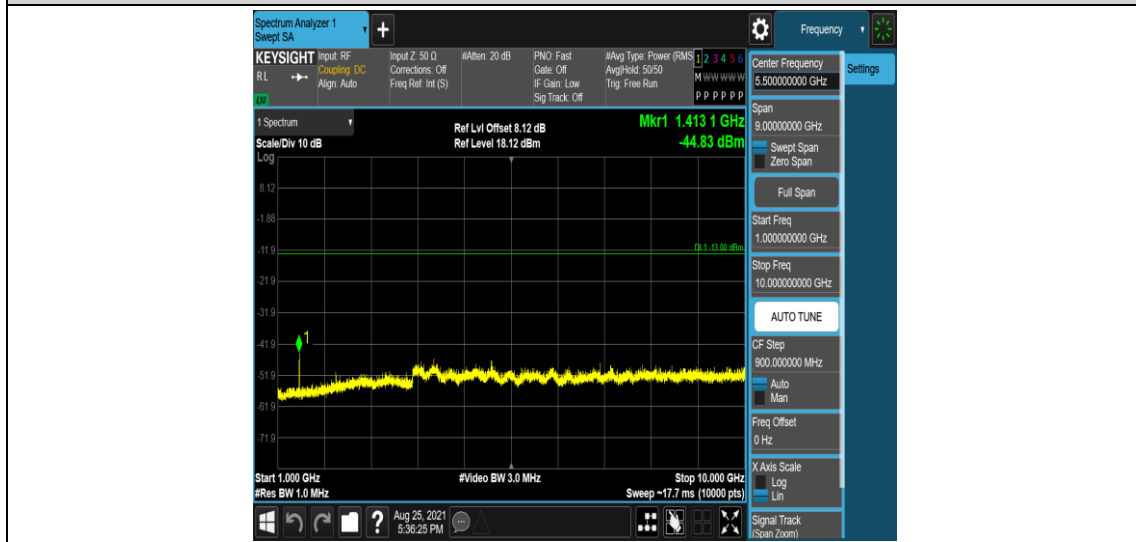 Spectrum Analyzer 1
Swept SA
+
Frequency
KEYSIGHT
RL
LXI
Input: RF
Coupling: DC
Align: Auto
Input Z: 50 Ω
Corrections: Off
Freq Ref: Int (S)
#Atten: 20 dB
PNO: Fast
Gate: Off
IF Gain: Low
Sig Track: Off
#Avg Type: Power (RMS
Avg|Hold: 50/50
Trig: Free Run
1 2 3 4 5 6
M W W W W W
P P P P P P
1 Spectrum
Scale/Div 10 dB
Log
Ref Lvl Offset 8.12 dB
Ref Level 18.12 dBm
Mkr1 1.413 1 GHz
-44.83 dBm
8.12
-1.88
-11.9
DL1 -13.00 dBm
-21.9
-31.9
-41.9
1
-51.9
-61.9
-71.9
Start 1.000 GHz
#Res BW 1.0 MHz
#Video BW 3.0 MHz
Stop 10.000 GHz
Sweep ~17.7 ms (10000 pts)
Center Frequency
5.500000000 GHz
Settings
Span
9.00000000 GHz
Swept Span
Zero Span
Full Span
Start Freq
1.000000000 GHz
Stop Freq
10.000000000 GHz
AUTO TUNE
CF Step
900.000000 MHz
Auto
Man
Freq Offset
0 Hz
X Axis Scale
Log
Lin
Signal Track
(Span Zoom)
?
Aug 25, 2021
5:36:25 PM